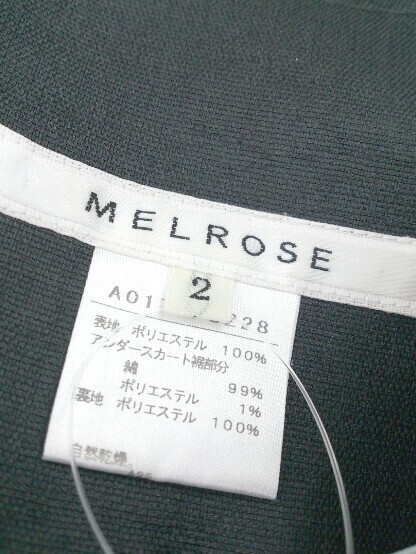 MELROSE
2
A01 228
表地 ポリエステル 100%
アンダースカート裾部分
綿 99%
ポリエステル 1%
裏地 ポリエステル 100%
自然乾燥